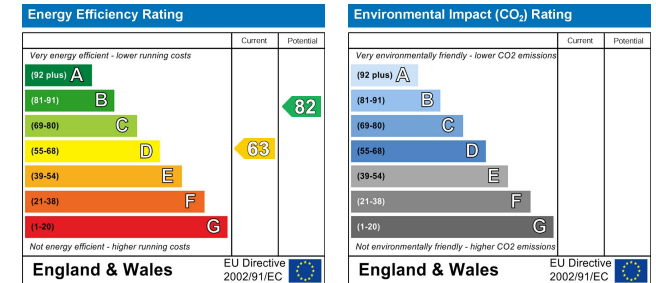 Energy Efficiency Rating
Current Potential
Very energy efficient - lower running costs
(92 plus) A
(81-91) B
82
(69-80) C
(55-68) D
63
(39-54) E
(21-38) F
(1-20) G
Not energy efficient - higher running costs
England & Wales
EU Directive
2002/91/EC
Environmental Impact (CO₂) Rating
Current Potential
Very environmentally friendly - lower CO2 emissions
(92 plus) A
(81-91) B
(69-80) C
(55-68) D
(39-54) E
(21-38) F
(1-20) G
Not environmentally friendly - higher CO2 emissions
England & Wales
EU Directive
2002/91/EC